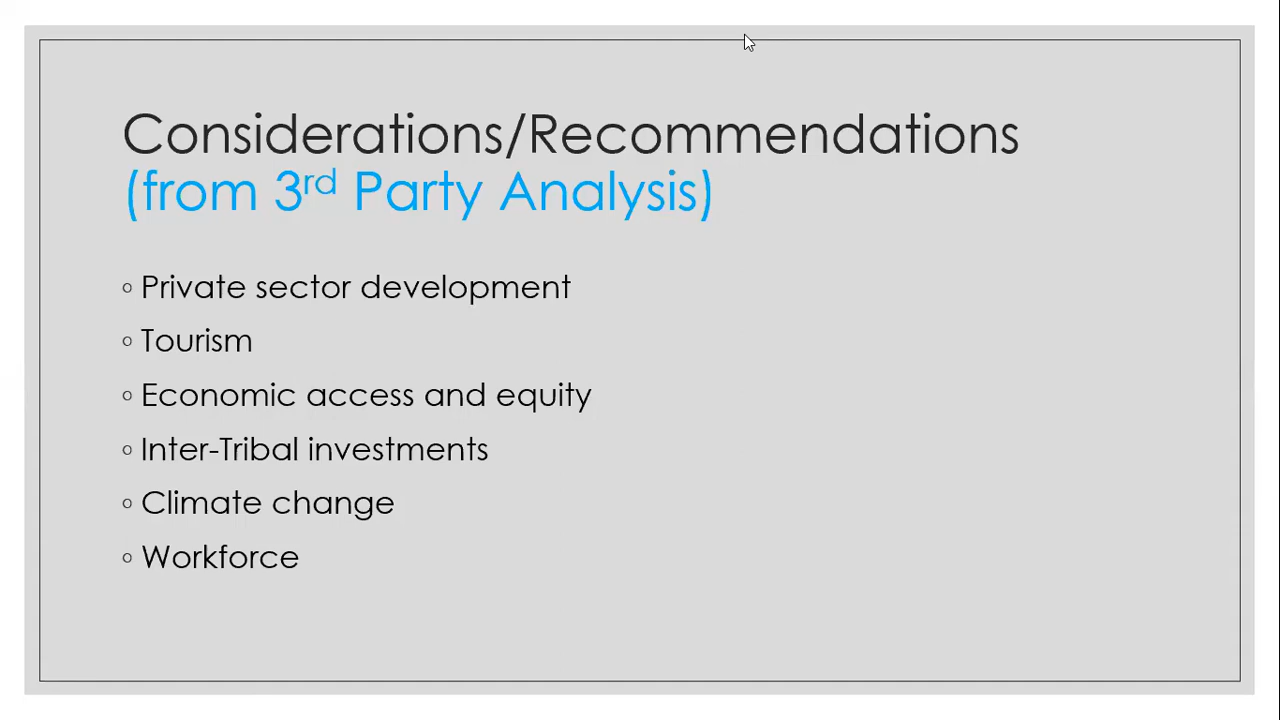 Considerations/Recommendations
(from 3rd Party Analysis)
◦ Private sector development
◦ Tourism
◦ Economic access and equity
◦ Inter-Tribal investments
◦ Climate change
◦ Workforce